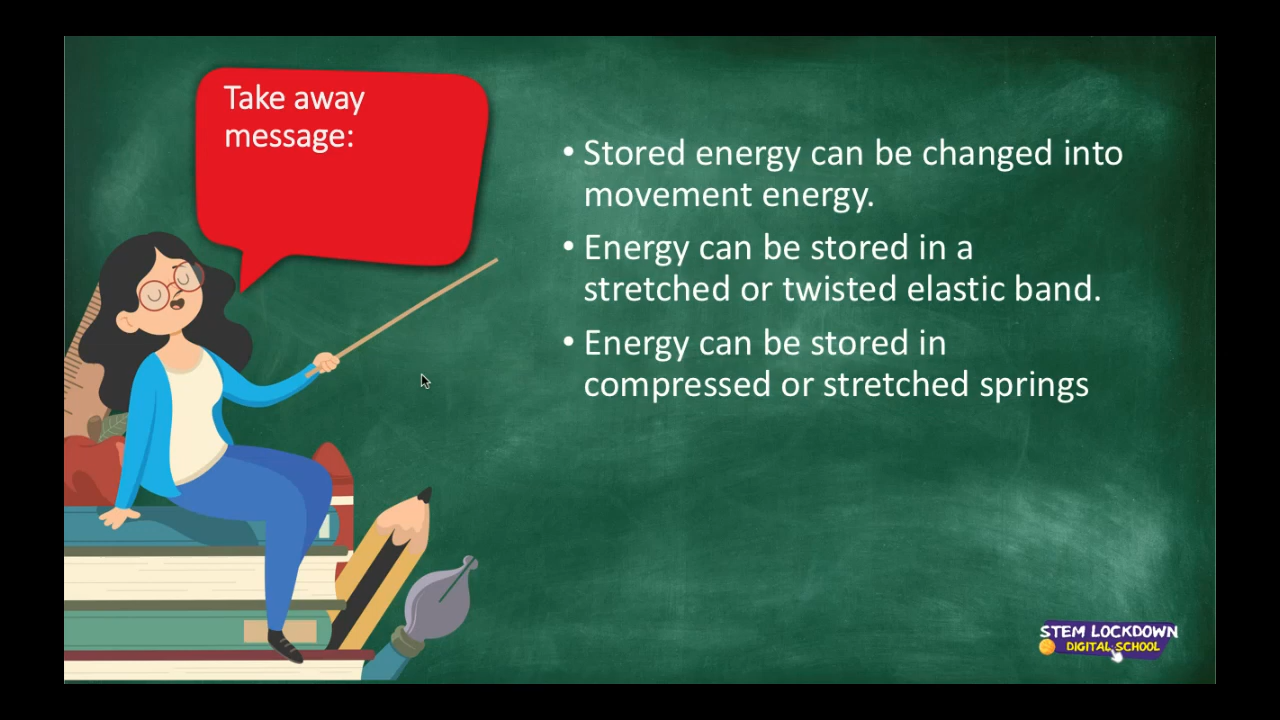 Take away
message:
• Stored energy can be changed into
movement energy.
• Energy can be stored in a
stretched or twisted elastic band.
• Energy can be stored in
compressed or stretched springs
STEM LOCKDOWN
DIGITAL SCHOOL